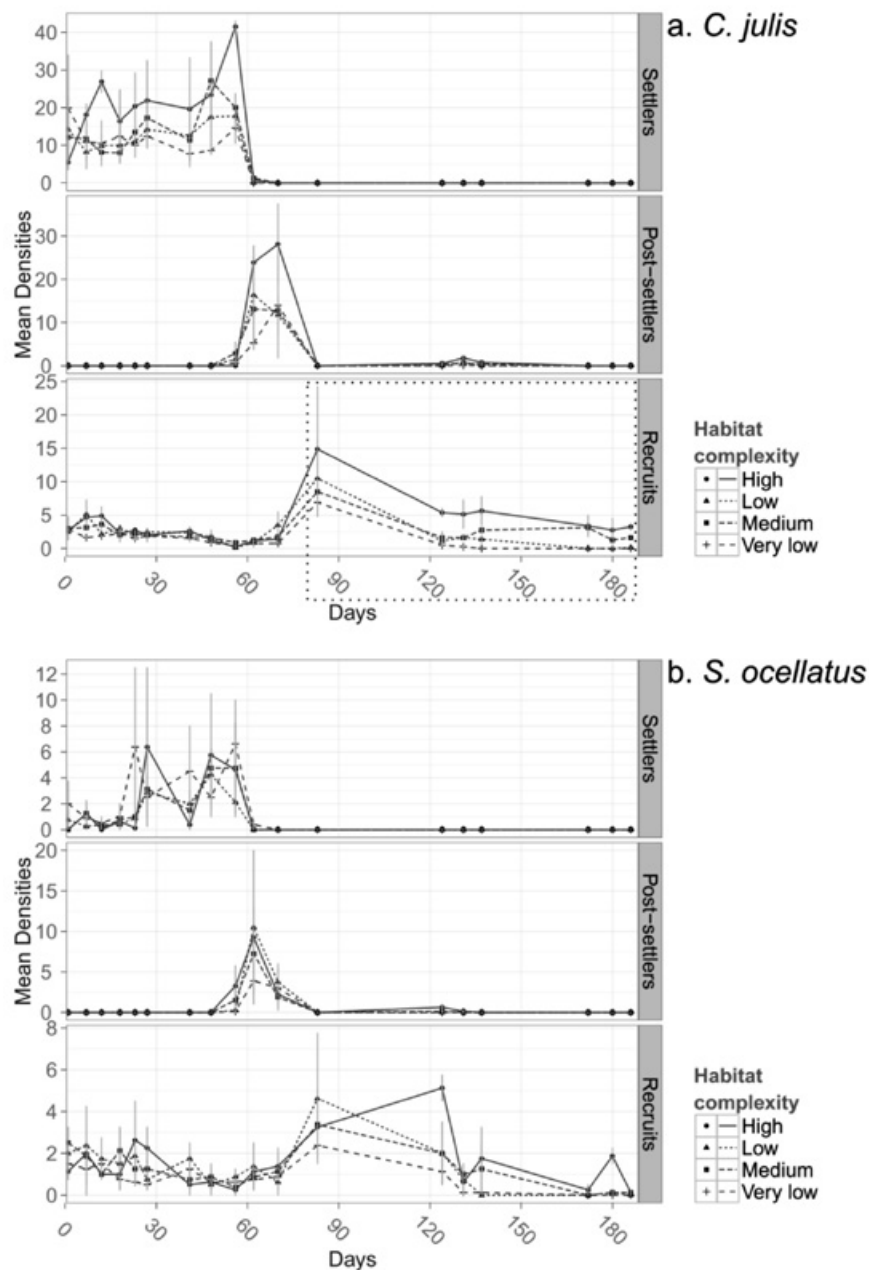 a. C. julis
40
30
20
10
0
Settlers
30
20
10
0
Post-settlers
Mean Densities
25
20
15
10
5
0
Recruits
0
30
60
90
120
150
180
Days
Habitat
complexity
High
Low
Medium
Very low
b. S. ocellatus
12
10
8
6
4
2
0
Settlers
20
15
10
5
0
Post-settlers
Mean Densities
8
6
4
2
0
Recruits
0
30
60
90
120
150
180
Days
Habitat
complexity
High
Low
Medium
Very low